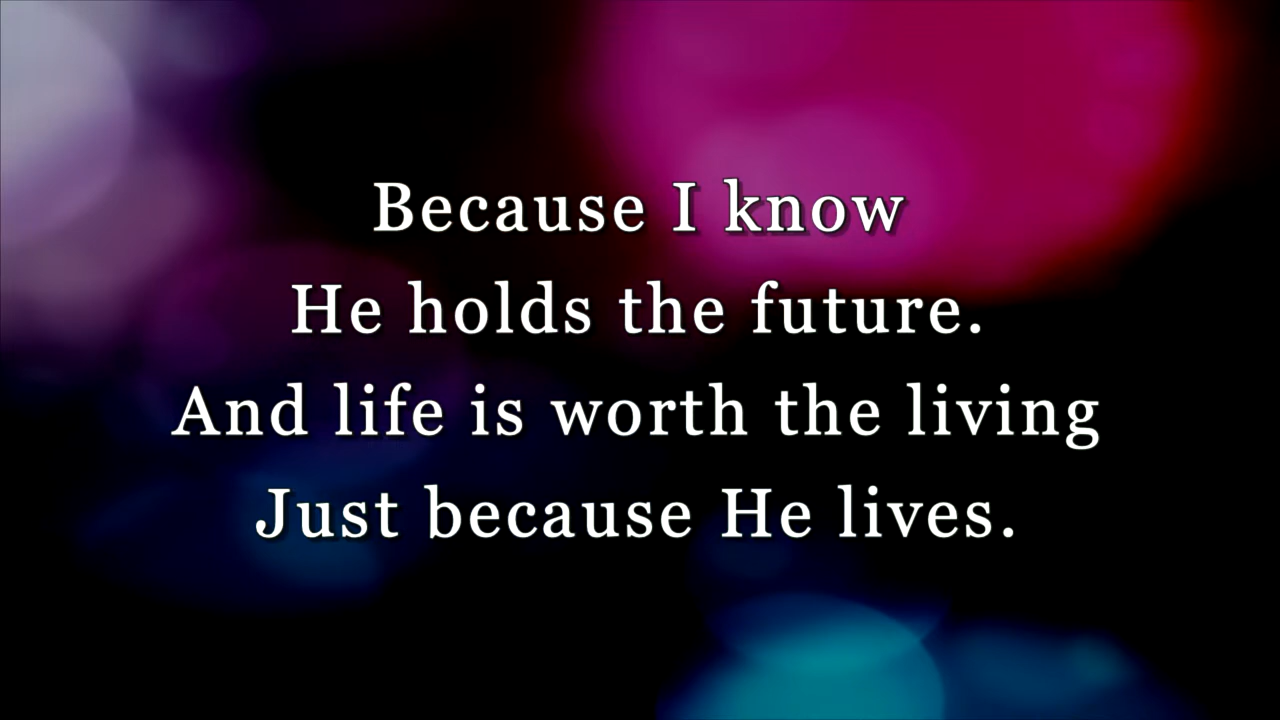 Because I know
He holds the future.
And life is worth the living
Just because He lives.